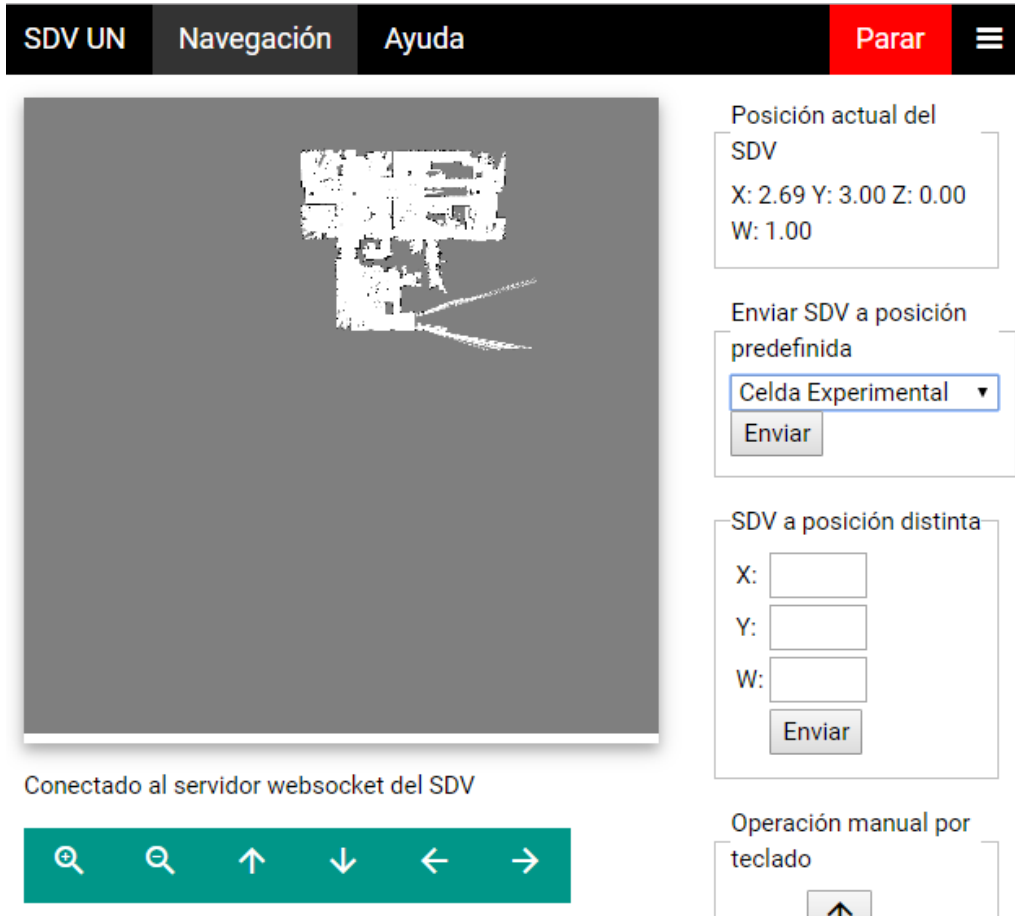 SDV UN Navegación Ayuda Parar
Posición actual del
SDV
X: 2.69 Y: 3.00 Z: 0.00
W: 1.00
Enviar SDV a posición
predefinida
Celda Experimental
Enviar
SDV a posición distinta
X:
Y:
W:
Enviar
Conectado al servidor websocket del SDV
Operación manual por
teclado